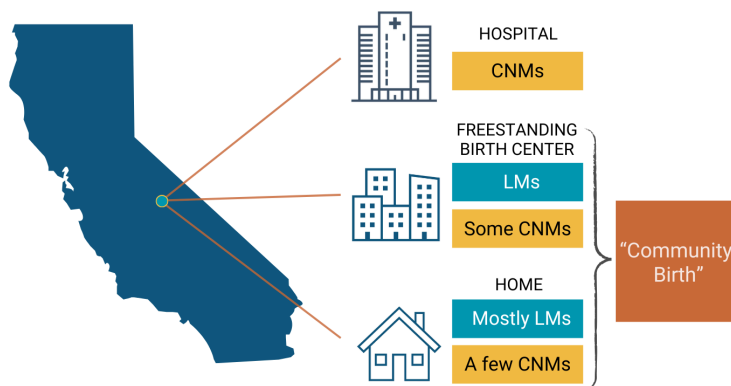 HOSPITAL
CNMs
FREESTANDING
BIRTH CENTER
LMs
Some CNMs
HOME
Mostly LMs
A few CNMs
“Community
Birth”